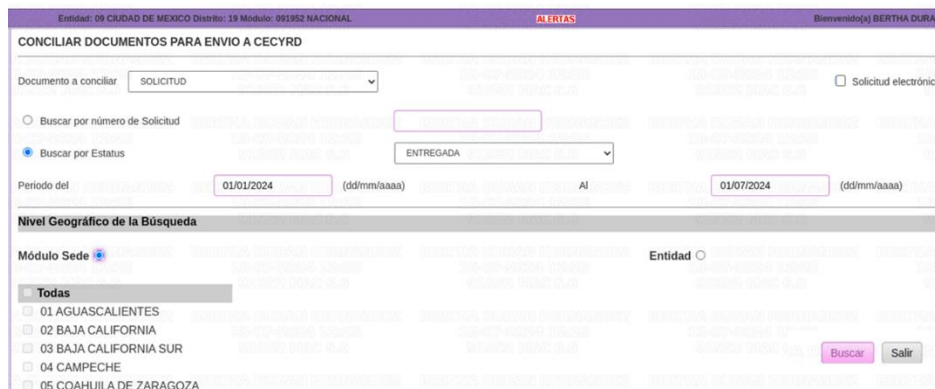 Entidad: 09 CIUDAD DE MEXICO Distrito: 19 Módulo: 091952 NACIONAL ALERTAS Bienvenido(a) BERTHA DURA
CONCILIAR DOCUMENTOS PARA ENVIO A CECYRD
Documento a conciliar SOLICITUD Solicitud electrónic
Buscar por número de Solicitud
Buscar por Estatus ENTREGADA
Periodo del 01/01/2024 (dd/mm/aaaa) Al 01/07/2024 (dd/mm/aaaa)
Nivel Geográfico de la Búsqueda
Módulo Sede Entidad
Todas
01 AGUASCALIENTES
02 BAJA CALIFORNIA
03 BAJA CALIFORNIA SUR
Buscar Salir
04 CAMPECHE
05 COAHUILA DE ZARAGOZA